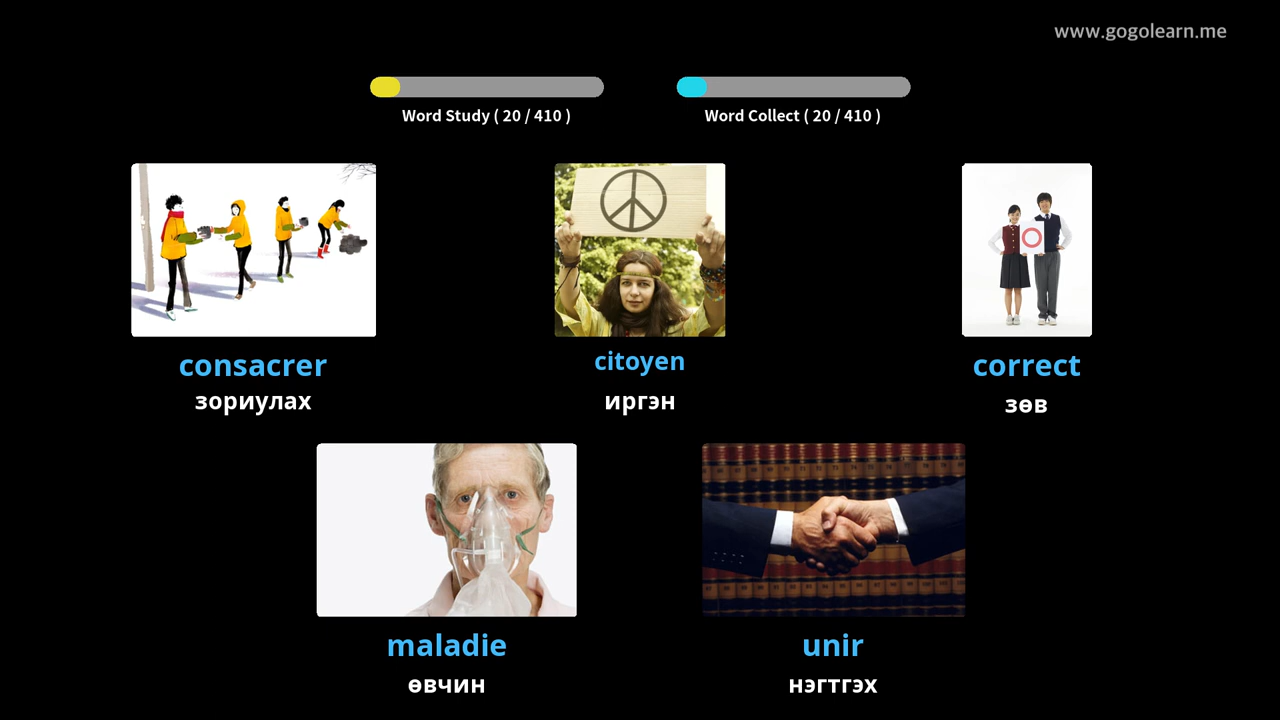 www.gogolearn.me
Word Study ( 20 / 410 )
Word Collect ( 20 / 410 )
consacrer
зориулах
citoyen
иргэн
correct
зөв
maladie
өвчин
unir
нэгтгэх